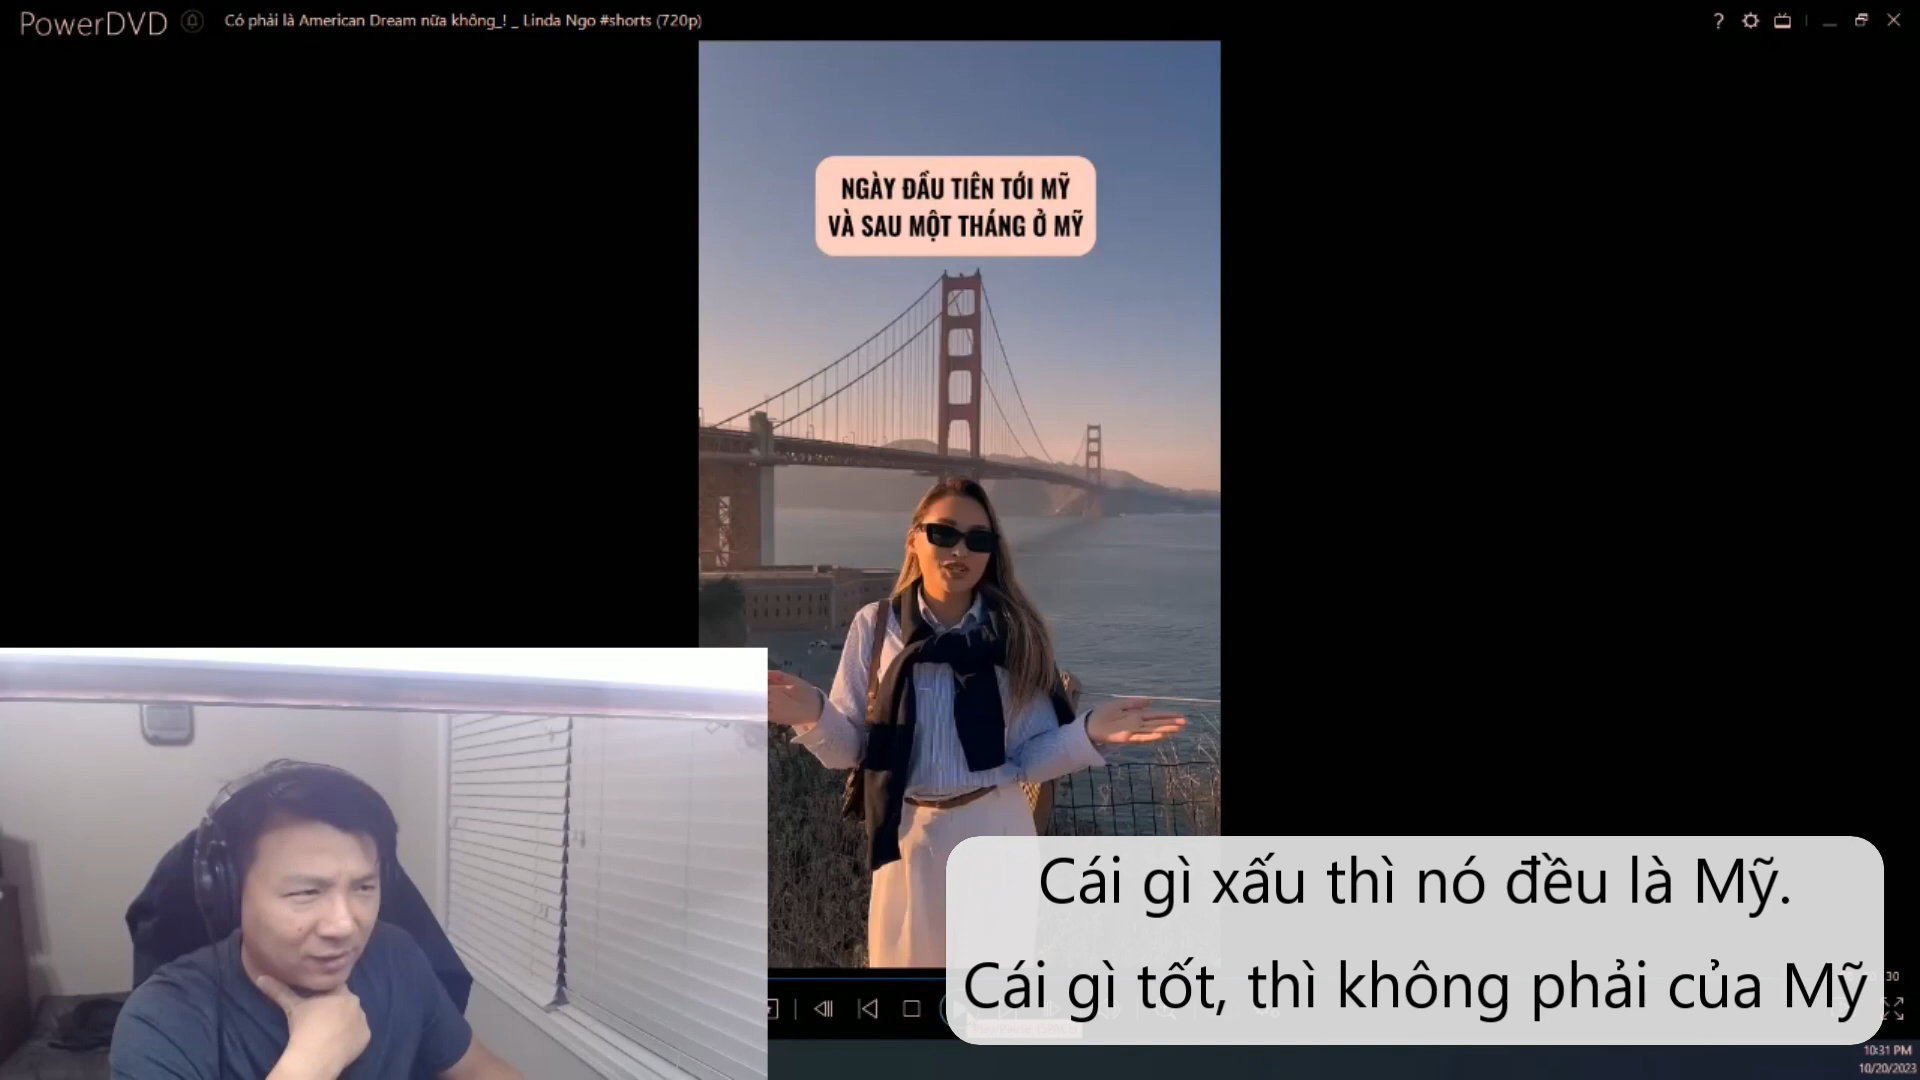 PowerDVD
Có phải là American Dream nữa không_! _ Linda Ngo #shorts (720p)
NGÀY ĐẦU TIÊN TỚI MỸ
VÀ SAU MỘT THÁNG Ở MỸ
Cái gì xấu thì nó đều là Mỹ.
Cái gì tốt, thì không phải của Mỹ
:30
10:31 PM
10/20/2023